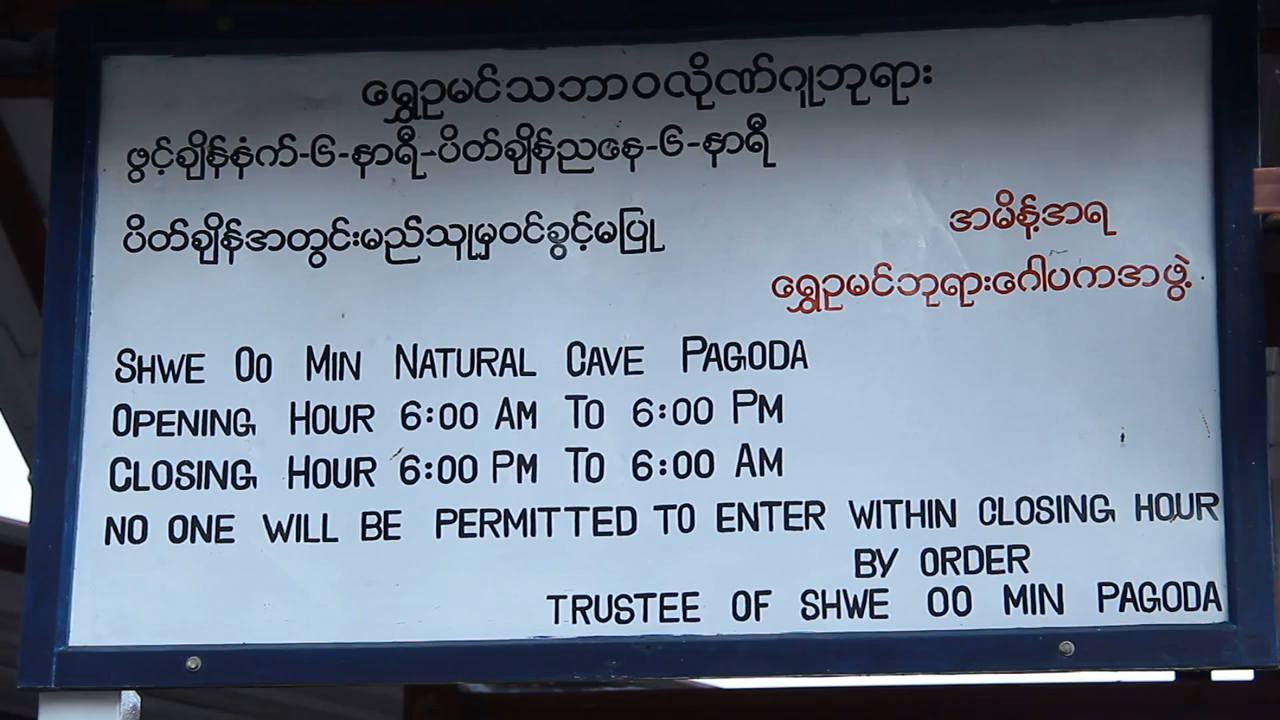 ရွှေဥမင်သဘာဝလိုဏ်ဂူဘုရား
ဖွင့်ချိန်နံနက်-၆-နာရီ-ပိတ်ချိန်ညနေ-၆-နာရီ
ပိတ်ချိန်အတွင်းမည်သူမှဝင်ခွင့်မပြု
အမိန့်အရ
ရွှေဥမင်ဘုရားဂေါပကအဖွဲ့
SHWE OO MIN NATURAL CAVE PAGODA
OPENING HOUR 6:00 AM TO 6:00 PM
CLOSING HOUR 6:00 PM TO 6:00 AM
NO ONE WILL BE PERMITTED TO ENTER WITHIN CLOSING HOUR
BY ORDER
TRUSTEE OF SHWE OO MIN PAGODA